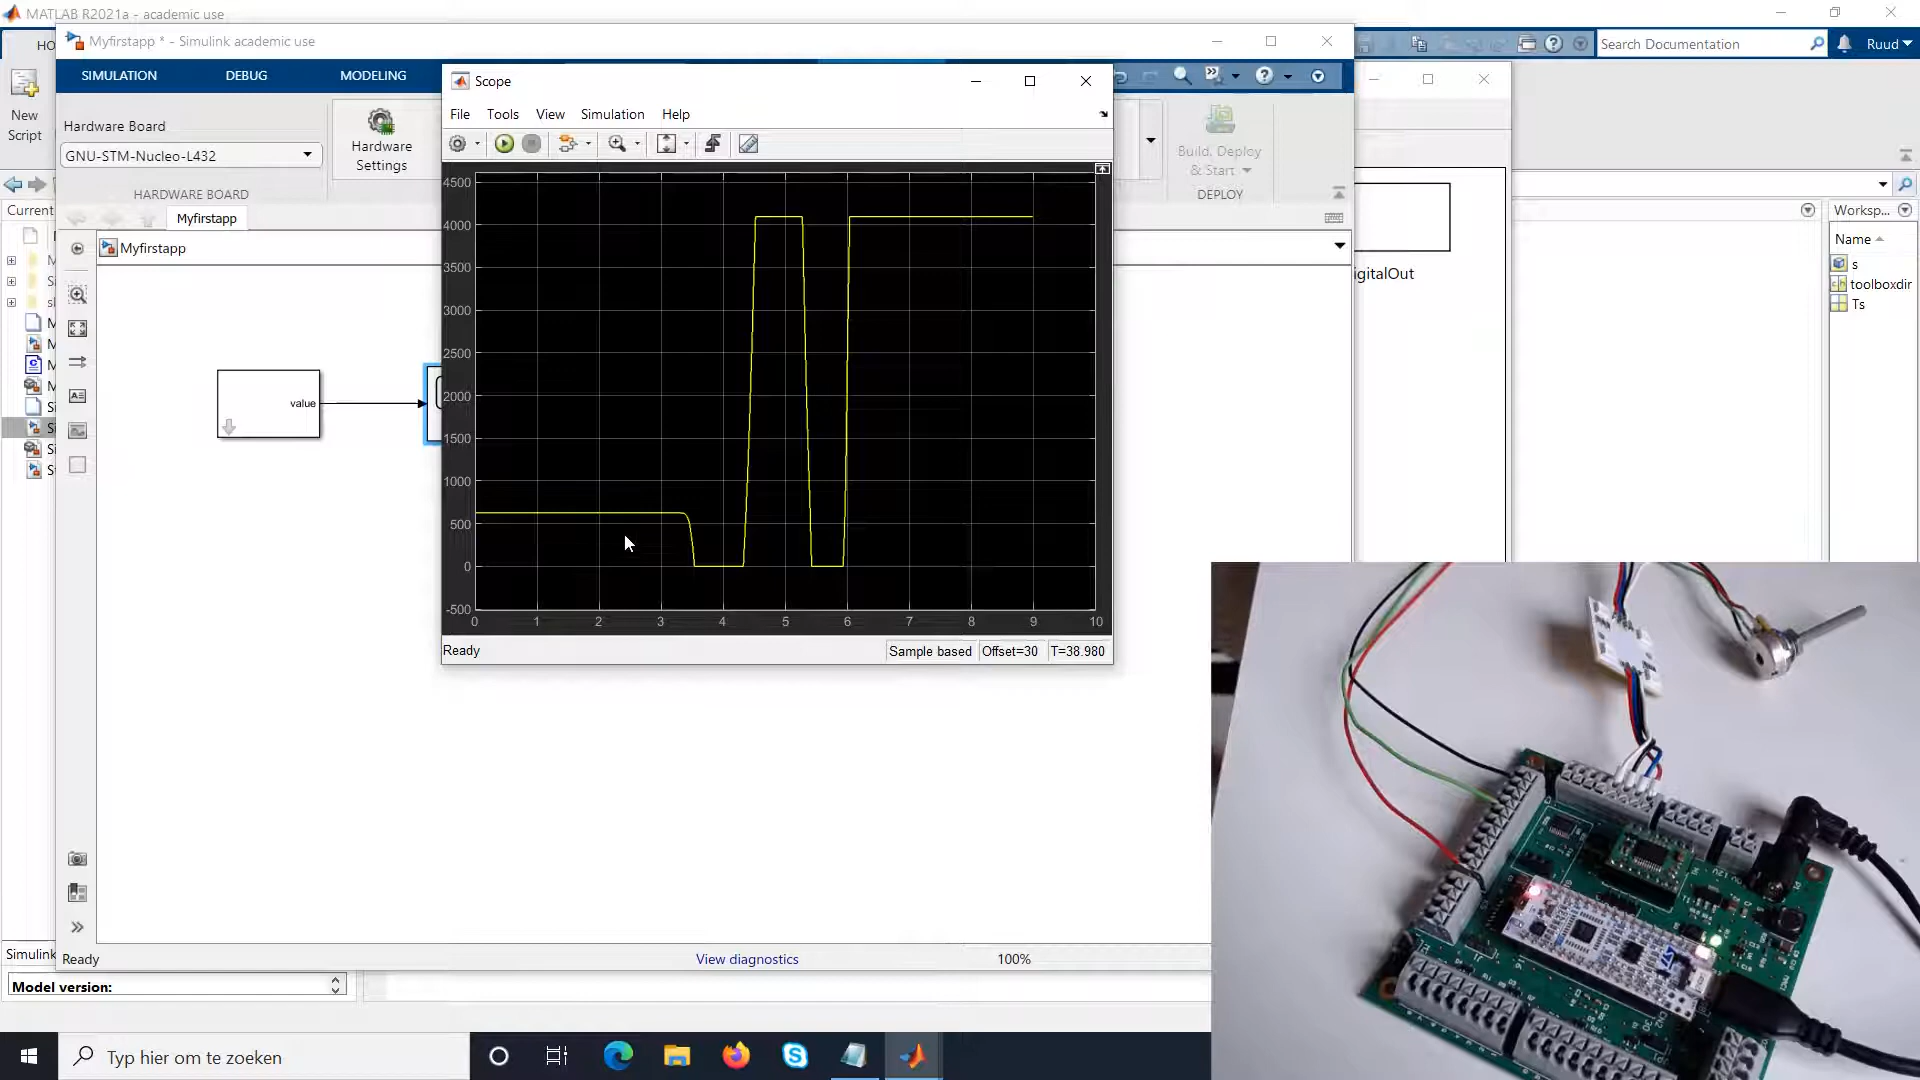 MATLAB R2021a - academic use
Myfirstapp * - Simulink academic use
HO
SIMULATION
DEBUG
MODELING
Search Documentation
Ruud
New
Script
Hardware Board
GNU-STM-Nucleo-L432
HARDWARE BOARD
Hardware
Settings
Scope
File
Tools
View
Simulation
Help
Build, Deploy
& Start
DEPLOY
Current
Myfirstapp
Myfirstapp
Worksp...
Name
s
toolboxdir
Ts
igitalOut
value
4500
4000
3500
3000
2500
2000
1500
1000
500
0
-500
0
1
2
3
4
5
6
7
8
9
10
Ready
Sample based
Offset=30
T=38.980
Simulink
Ready
View diagnostics
100%
Model version:
Typ hier om te zoeken